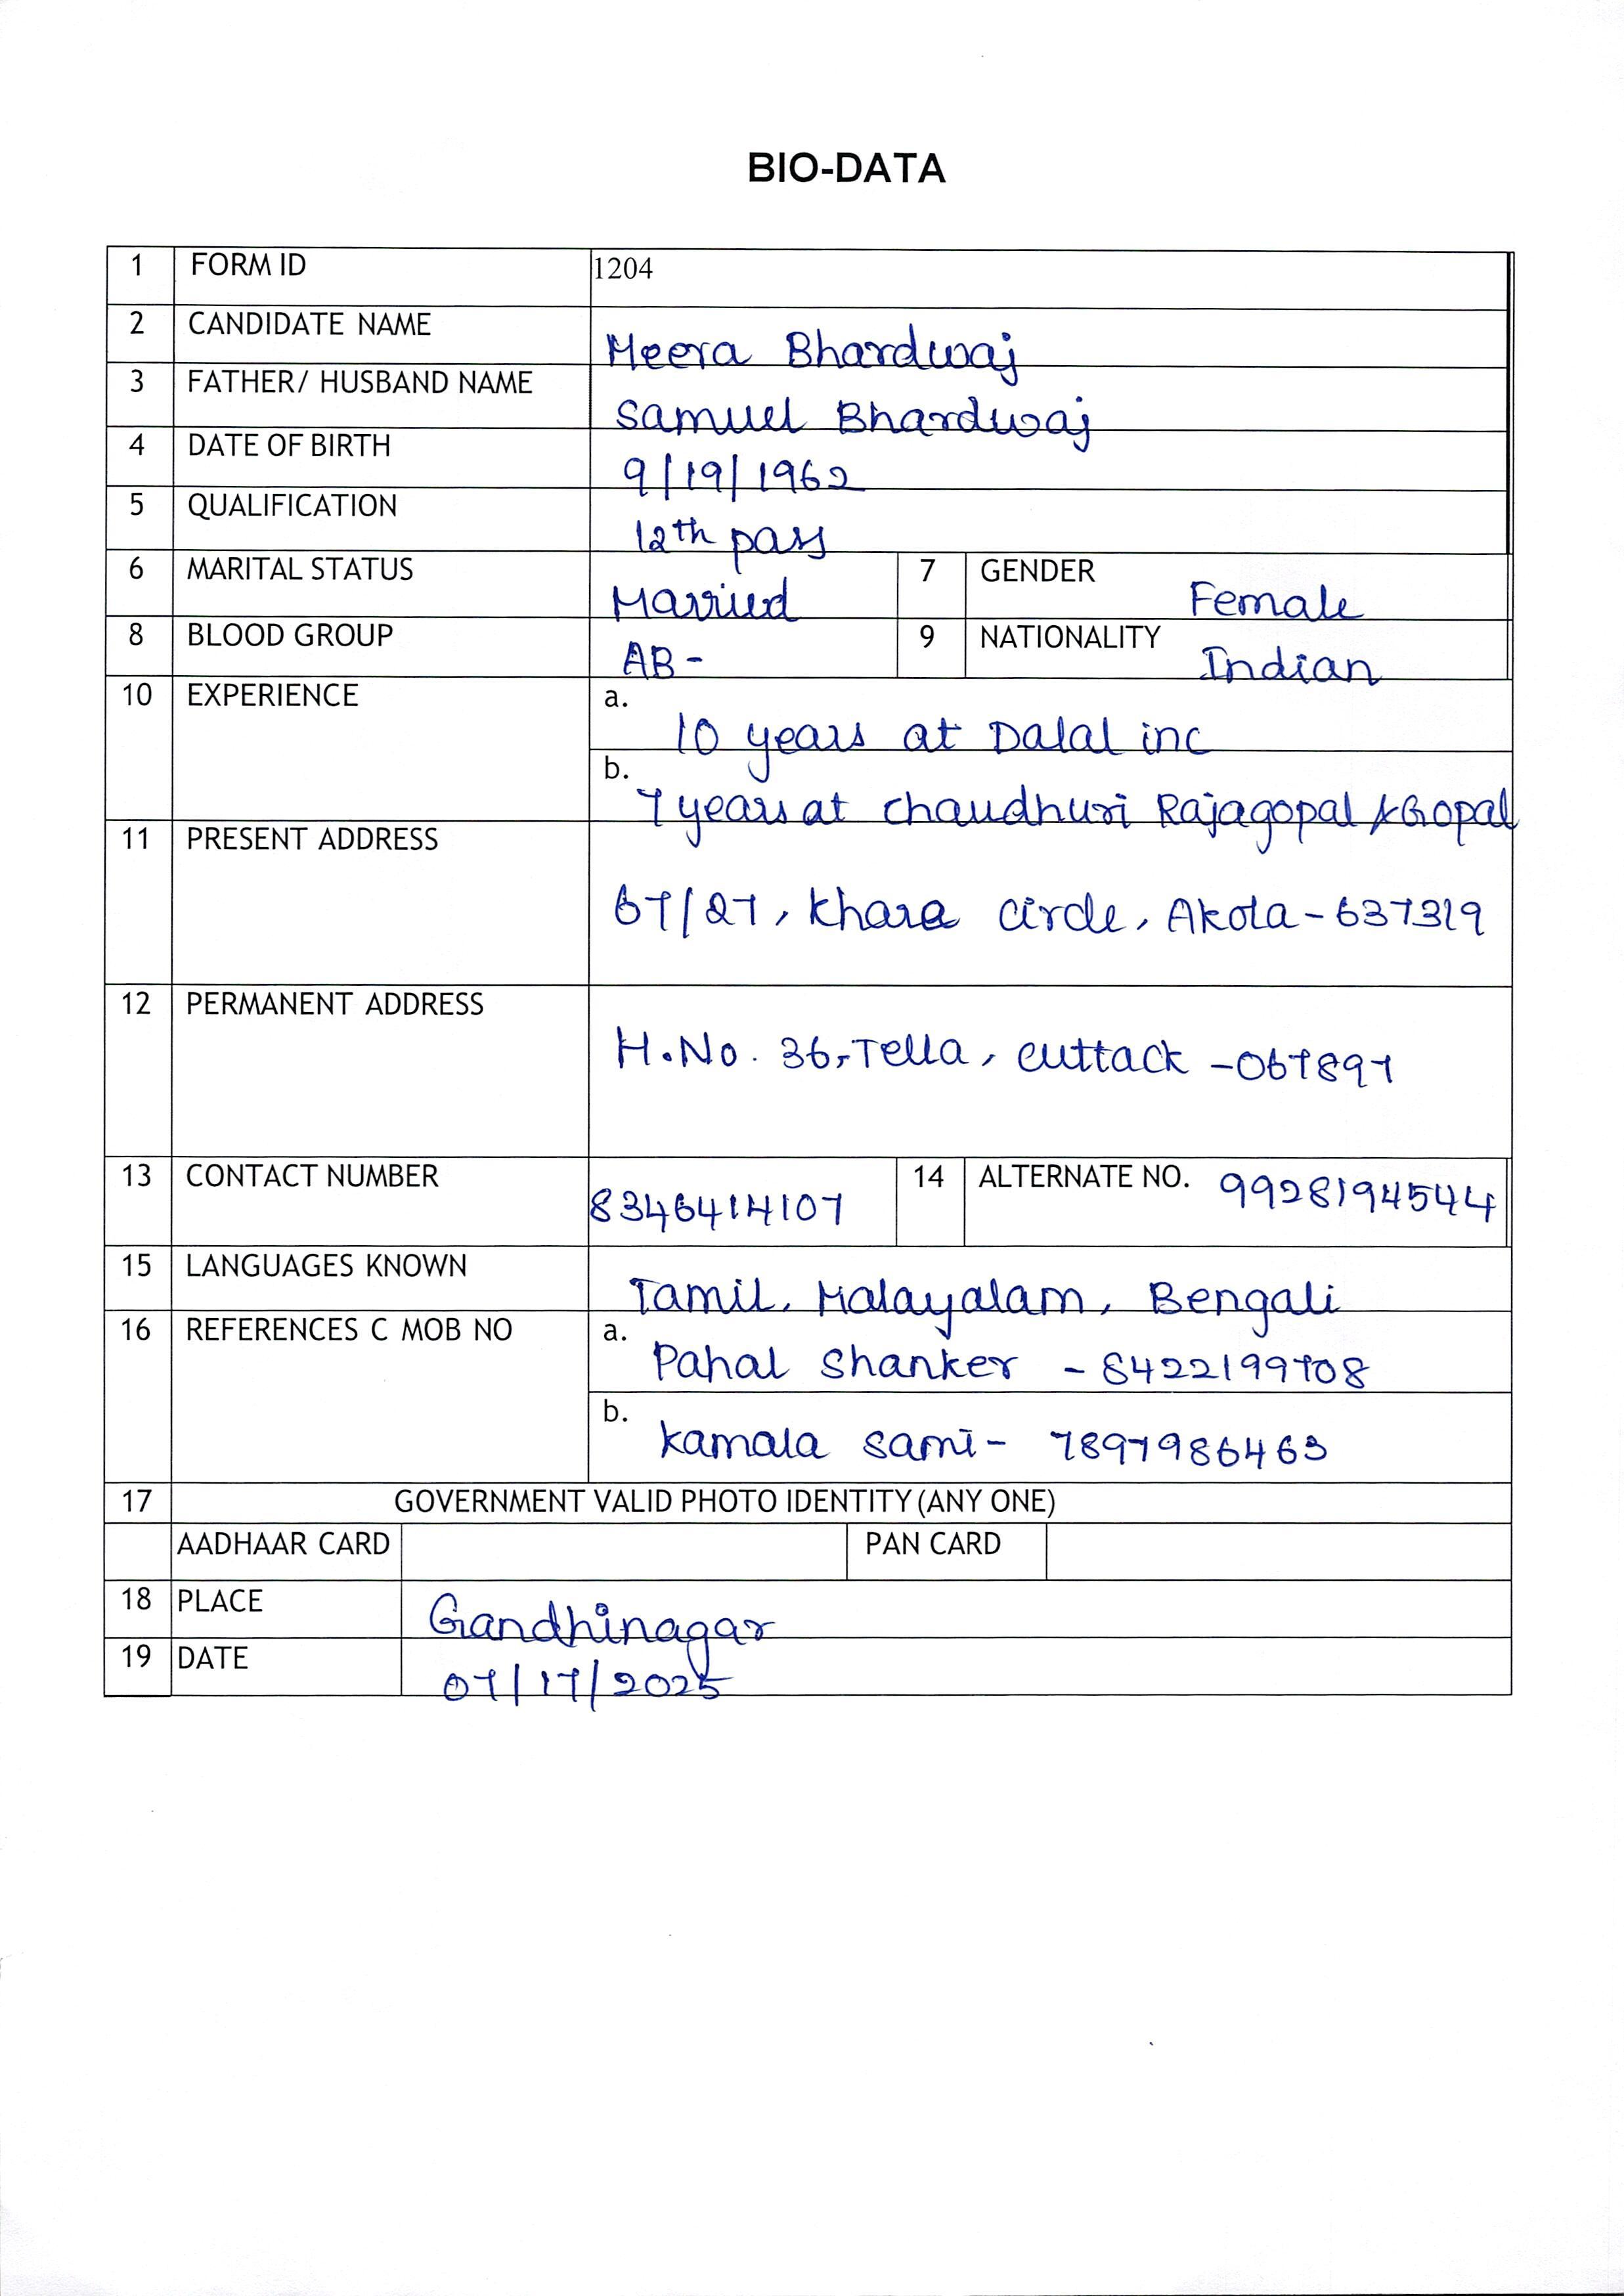 BIO-DATA
1 FORM ID 1204
2 CANDIDATE NAME Meera Bhardwaj
3 FATHER/ HUSBAND NAME Samuel Bhardwaj
4 DATE OF BIRTH 9/19/1962
5 QUALIFICATION 12th pass
6 MARITAL STATUS Married 7 GENDER Female
8 BLOOD GROUP AB- 9 NATIONALITY Indian
10 EXPERIENCE a. 10 years at Dalal inc
b. 7 years at Chaudhuri Rajagopal & Gopal
11 PRESENT ADDRESS 67/27, Khara Circle, Akola-637319
12 PERMANENT ADDRESS H.No. 36, Tella, Cuttack -067897
13 CONTACT NUMBER 8346414107 14 ALTERNATE NO. 9928194544
15 LANGUAGES KNOWN Tamil, Malayalam, Bengali
16 REFERENCES C MOB NO a. Pahal Shanker - 8422199708
b. Kamala Sami- 7897986463
17 GOVERNMENT VALID PHOTO IDENTITY (ANY ONE)
AADHAAR CARD PAN CARD
18 PLACE Gandhinagar
19 DATE 07/17/2025